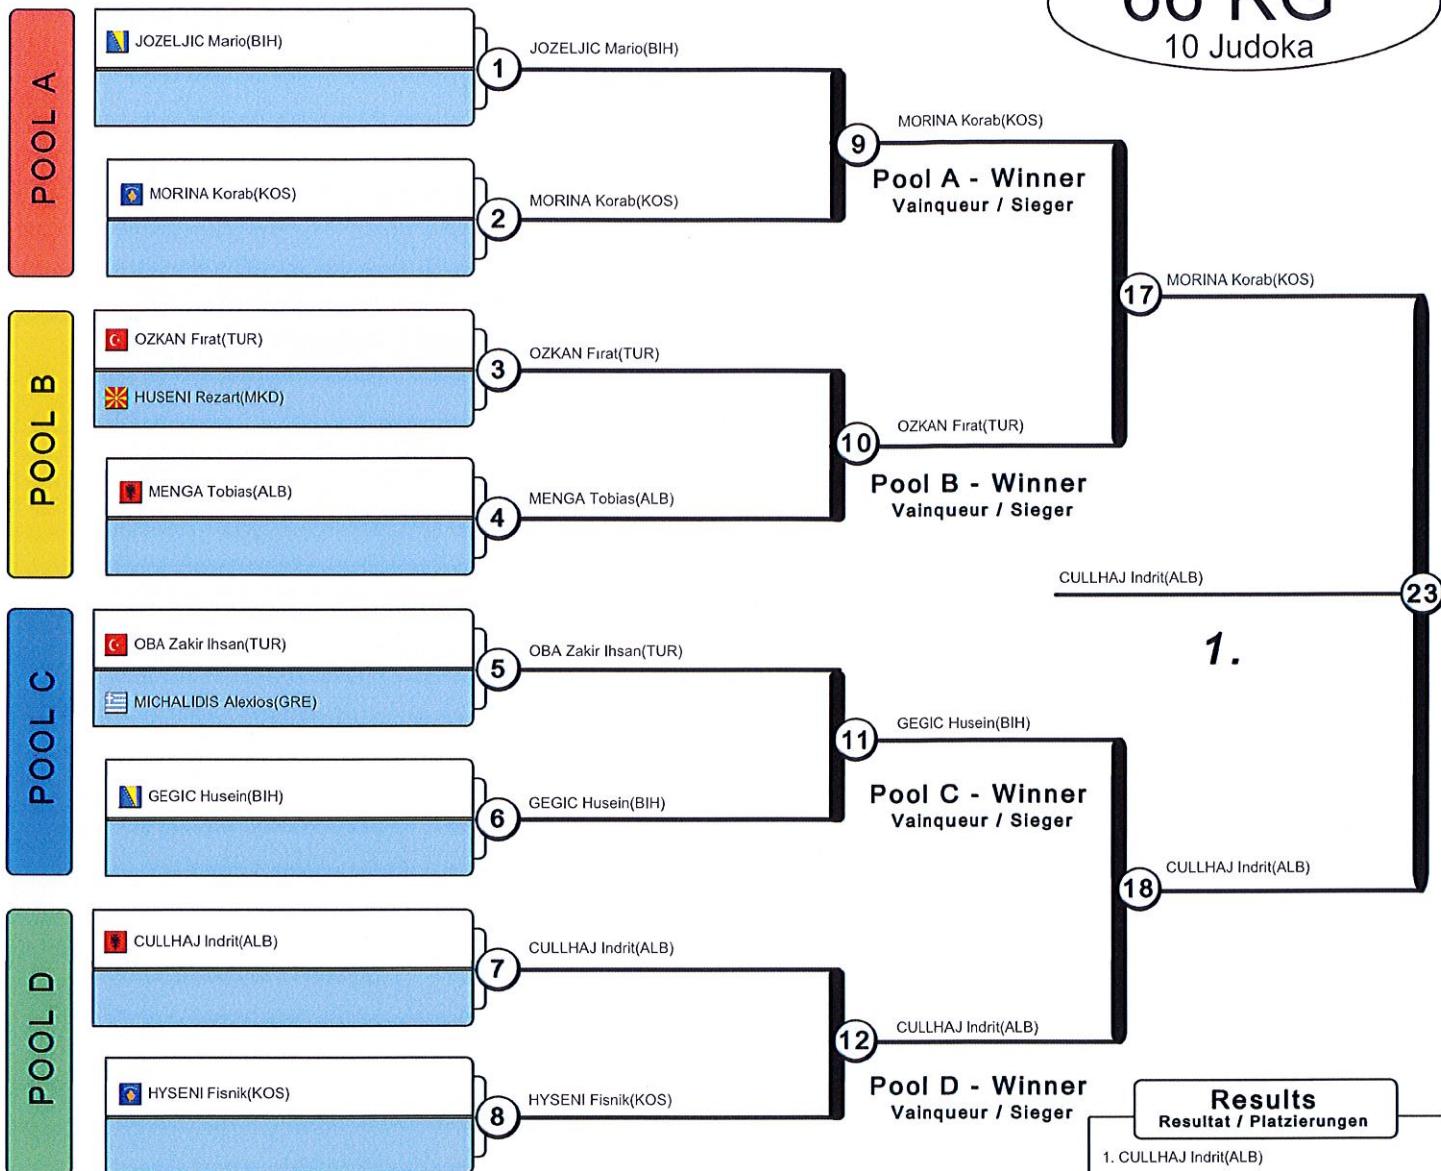 66 KG
10 Judoka
POOL A
JOZELJIC Mario(BIH)
1
JOZELJIC Mario(BIH)
MORINA Korab(KOS)
2
MORINA Korab(KOS)
9
MORINA Korab(KOS)
Pool A - Winner
Vainqueur / Sieger
POOL B
OZKAN Fırat(TUR)
HUSENI Rezart(MKD)
3
OZKAN Fırat(TUR)
MENGA Tobias(ALB)
4
MENGA Tobias(ALB)
10
OZKAN Fırat(TUR)
Pool B - Winner
Vainqueur / Sieger
17
MORINA Korab(KOS)
POOL C
OBA Zakir Ihsan(TUR)
MICHALIDIS Alexios(GRE)
5
OBA Zakir Ihsan(TUR)
GEGIC Husein(BIH)
6
GEGIC Husein(BIH)
11
GEGIC Husein(BIH)
Pool C - Winner
Vainqueur / Sieger
POOL D
CULLHAJ Indrit(ALB)
7
CULLHAJ Indrit(ALB)
HYSENI Fisnik(KOS)
8
HYSENI Fisnik(KOS)
12
CULLHAJ Indrit(ALB)
Pool D - Winner
Vainqueur / Sieger
18
CULLHAJ Indrit(ALB)
CULLHAJ Indrit(ALB)
23
1.
Results
Resultat / Platzierungen
1. CULLHAJ Indrit(ALB)